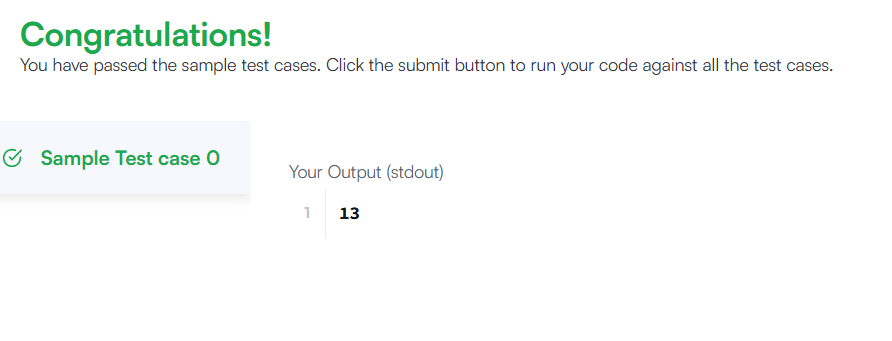 Congratulations!
You have passed the sample test cases. Click the submit button to run your code against all the test cases.
Sample Test case 0
Your Output (stdout)
1
13